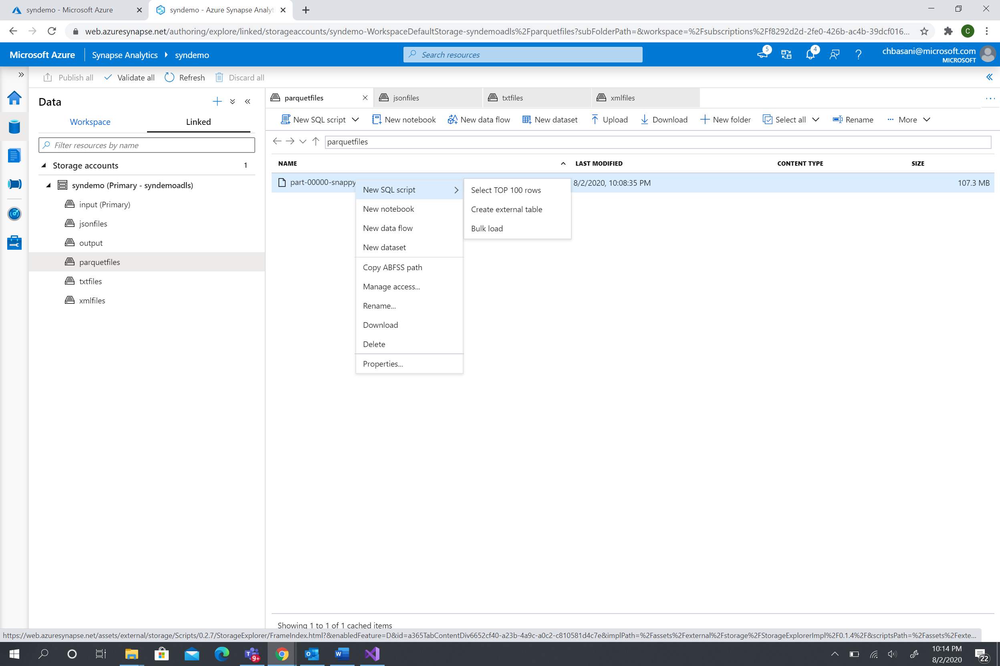 syndemo - Microsoft Azure
syndemo - Azure Synapse Analyt
web.azuresynapse.net/authoring/explore/linked/storageaccounts/syndemo-WorkspaceDefaultStorage-syndemoadls%2Fparquetfiles?subFolderPath=&workspace=%2Fsubscriptions%2Ff8292d2d-2fe0-426b-ac4b-39dcf016...
C
Microsoft Azure
Synapse Analytics
syndemo
Search resources
5
4
chbasani@microsoft.com
MICROSOFT
Publish all
Validate all
Refresh
Discard all
Data
Workspace
Linked
Filter resources by name
Storage accounts 1
syndemo (Primary - syndemoadls)
input (Primary)
jsonfiles
output
parquetfiles
txtfiles
xmlfiles
parquetfiles
jsonfiles
txtfiles
xmlfiles
New SQL script
New notebook
New data flow
New dataset
Upload
Download
New folder
Select all
Rename
More
parquetfiles
NAME LAST MODIFIED CONTENT TYPE SIZE
part-00000-snappy 8/2/2020, 10:08:35 PM 107.3 MB
New SQL script
New notebook
New data flow
New dataset
Copy ABFSS path
Manage access...
Rename...
Download
Delete
Properties...
Select TOP 100 rows
Create external table
Bulk load
Showing 1 to 1 of 1 cached items
https://web.azuresynapse.net/assets/external/storage/Scripts/0.2.7/StorageExplorer/FrameIndex.html?&enabledFeature=D&id=a365TabContentDiv6652cf40-a23b-4a9c-a0c2-c810581d4c7e&implPath=%2Fassets%2Fexternal%2Fstorage%2FStorageExplorerImpl%2F0.1.4%2F&scriptsPath=%2Fassets%2Fexte...
T
9+
O
W
10:14 PM
8/2/2020
22